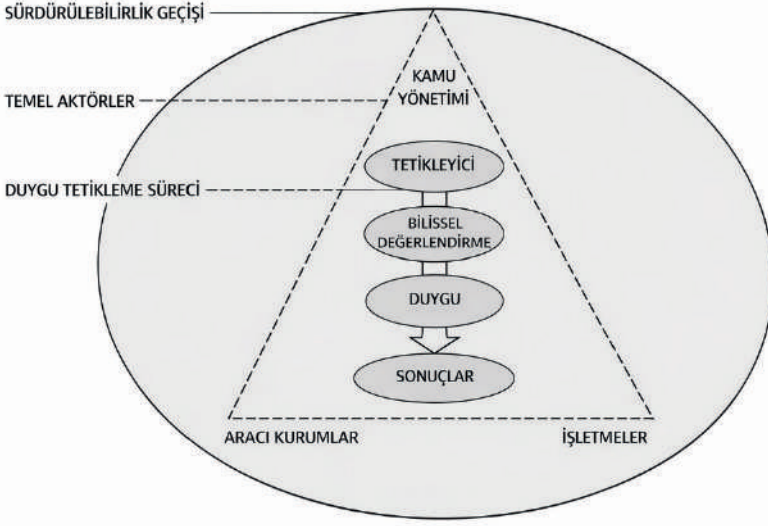 SÜRDÜRÜLEBİLİRLİK GEÇİŞİ
KAMU
YÖNETİMİ
TEMEL AKTÖRLER
TETİKLEYİCİ
DUYGU TETİKLEME SÜRECİ
BİLİSSEL
DEĞERLENDİRME
DUYGU
SONUÇLAR
ARACI KURUMLAR
İŞLETMELER